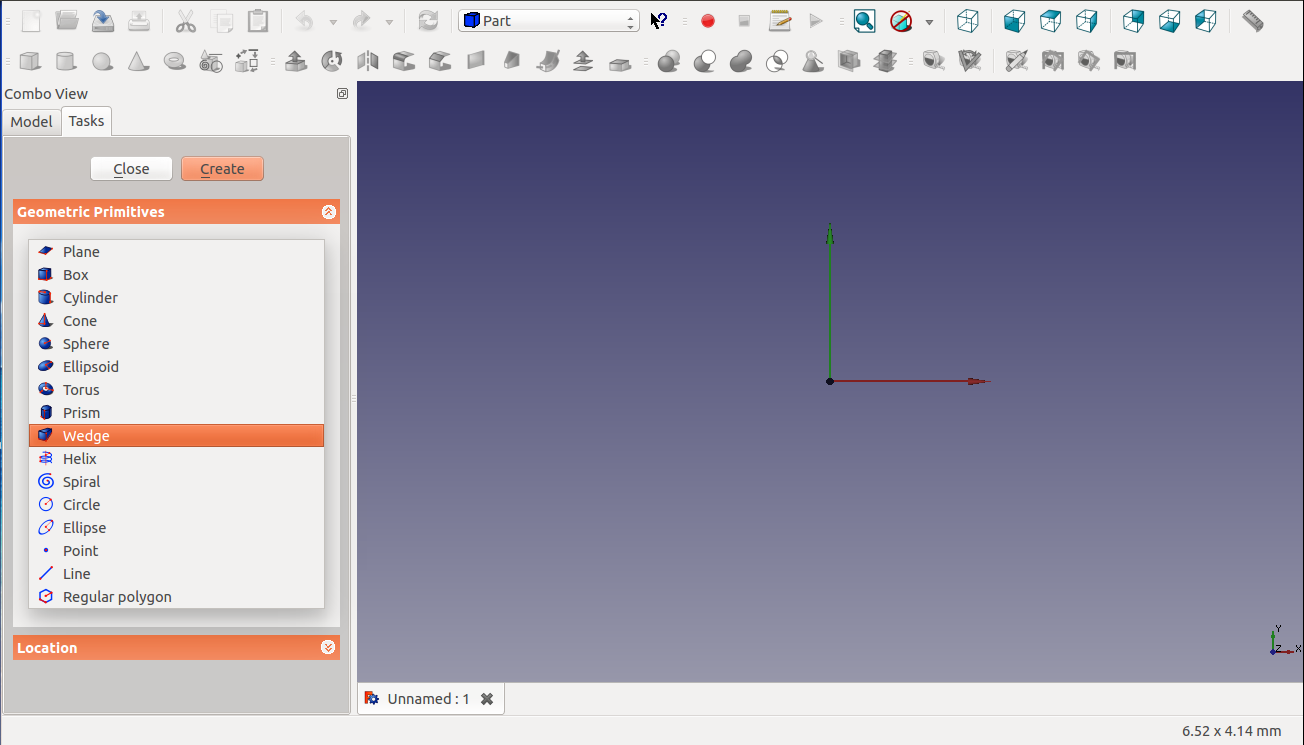 Part
Combo View
Model
Tasks
Close
Create
Geometric Primitives
Plane
Box
Cylinder
Cone
Sphere
Ellipsoid
Torus
Prism
Wedge
Helix
Spiral
Circle
Ellipse
Point
Line
Regular polygon
Location
Y
Z
X
Unnamed : 1
6.52 x 4.14 mm